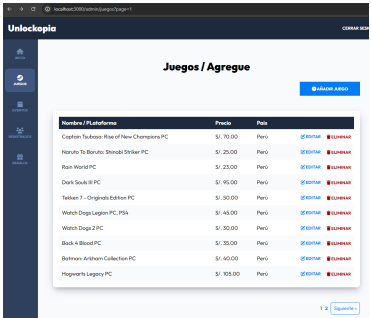 localhost:3000/admin/juegos?page=1
Unlockopia
CERRAR SESI
INICIO
JUEGOS
EVENTOS
REGISTRADOS
REGALOS
Juegos / Agregue
AÑADIR JUEGO
Nombre / PLataforma Precio País
Captain Tsubasa: Rise of New Champions PC S/. 70.00 Perú EDITAR ELIMINAR
Naruto To Boruto: Shinobi Striker PC S/. 25.00 Perú EDITAR ELIMINAR
Rain World PC S/. 23.00 Perú EDITAR ELIMINAR
Dark Souls III PC S/. 95.00 Perú EDITAR ELIMINAR
Tekken 7 - Originals Edition PC S/. 50.00 Perú EDITAR ELIMINAR
Watch Dogs Legion PC, PS4 S/. 45.00 Perú EDITAR ELIMINAR
Watch Dogs 2 PC S/. 30.00 Perú EDITAR ELIMINAR
Back 4 Blood PC S/. 35.00 Perú EDITAR ELIMINAR
Batman: Arkham Collection PC S/. 40.00 Perú EDITAR ELIMINAR
Hogwarts Legacy PC S/. 105.00 Perú EDITAR ELIMINAR
1 2 Siguiente »